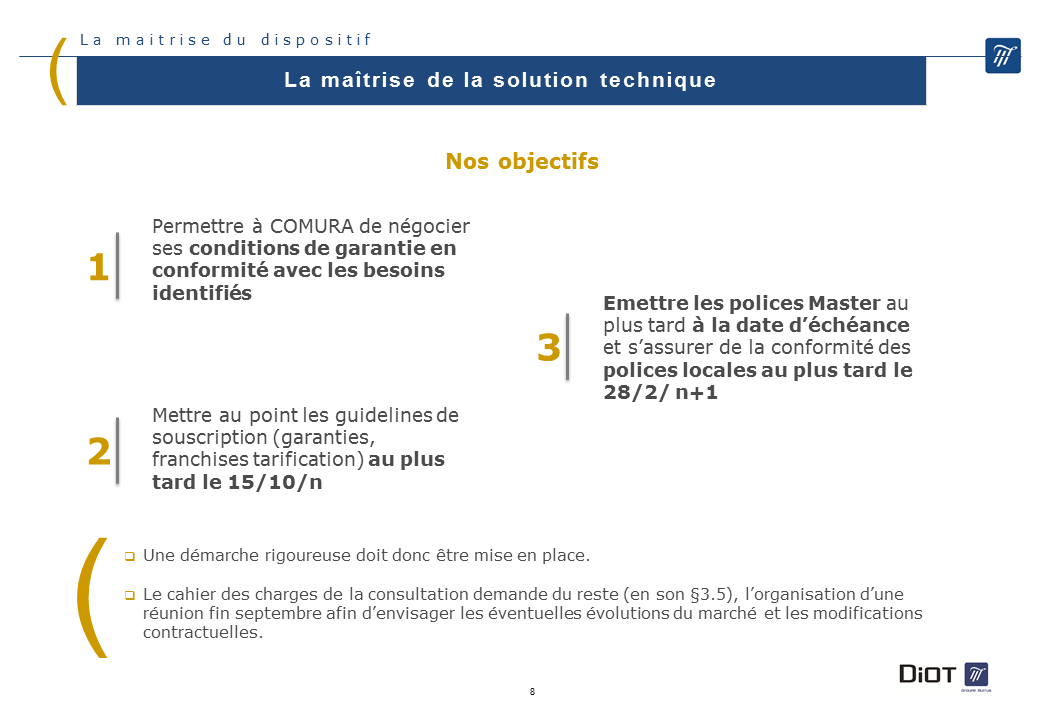 La maitrise du dispositif
La maîtrise de la solution technique
Nos objectifs
1
Permettre à COMURA de négocier
ses conditions de garantie en
conformité avec les besoins
identifiés
2
Mettre au point les guidelines de
souscription (garanties,
franchises tarification) au plus
tard le 15/10/n
3
Emettre les polices Master au
plus tard à la date d’échéance
et s’assurer de la conformité des
polices locales au plus tard le
28/2/ n+1
Une démarche rigoureuse doit donc être mise en place.
Le cahier des charges de la consultation demande du reste (en son §3.5), l’organisation d’une
réunion fin septembre afin d’envisager les éventuelles évolutions du marché et les modifications
contractuelles.
DiOT
Groupe Burrus
8